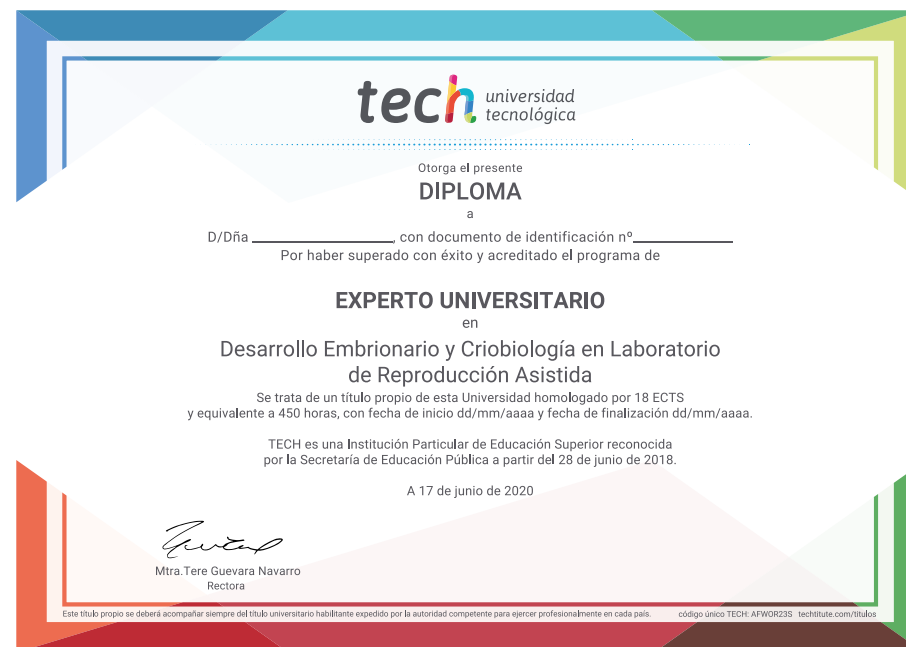 tech universidad
tecnológica
Otorga el presente
DIPLOMA
a
D/Dña ____________________, con documento de identificación nº______________
Por haber superado con éxito y acreditado el programa de
EXPERTO UNIVERSITARIO
en
Desarrollo Embrionario y Criobiología en Laboratorio
de Reproducción Asistida
Se trata de un título propio de esta Universidad homologado por 18 ECTS
y equivalente a 450 horas, con fecha de inicio dd/mm/aaaa y fecha de finalización dd/mm/aaaa.
TECH es una Institución Particular de Educación Superior reconocida
por la Secretaría de Educación Pública a partir del 28 de junio de 2018.
A 17 de junio de 2020
Mtra.Tere Guevara Navarro
Rectora
Este título propio se deberá acompañar siempre del título universitario habilitante expedido por la autoridad competente para ejercer profesionalmente en cada país. código único TECH: AFWOR23S techtitute.com/titulos